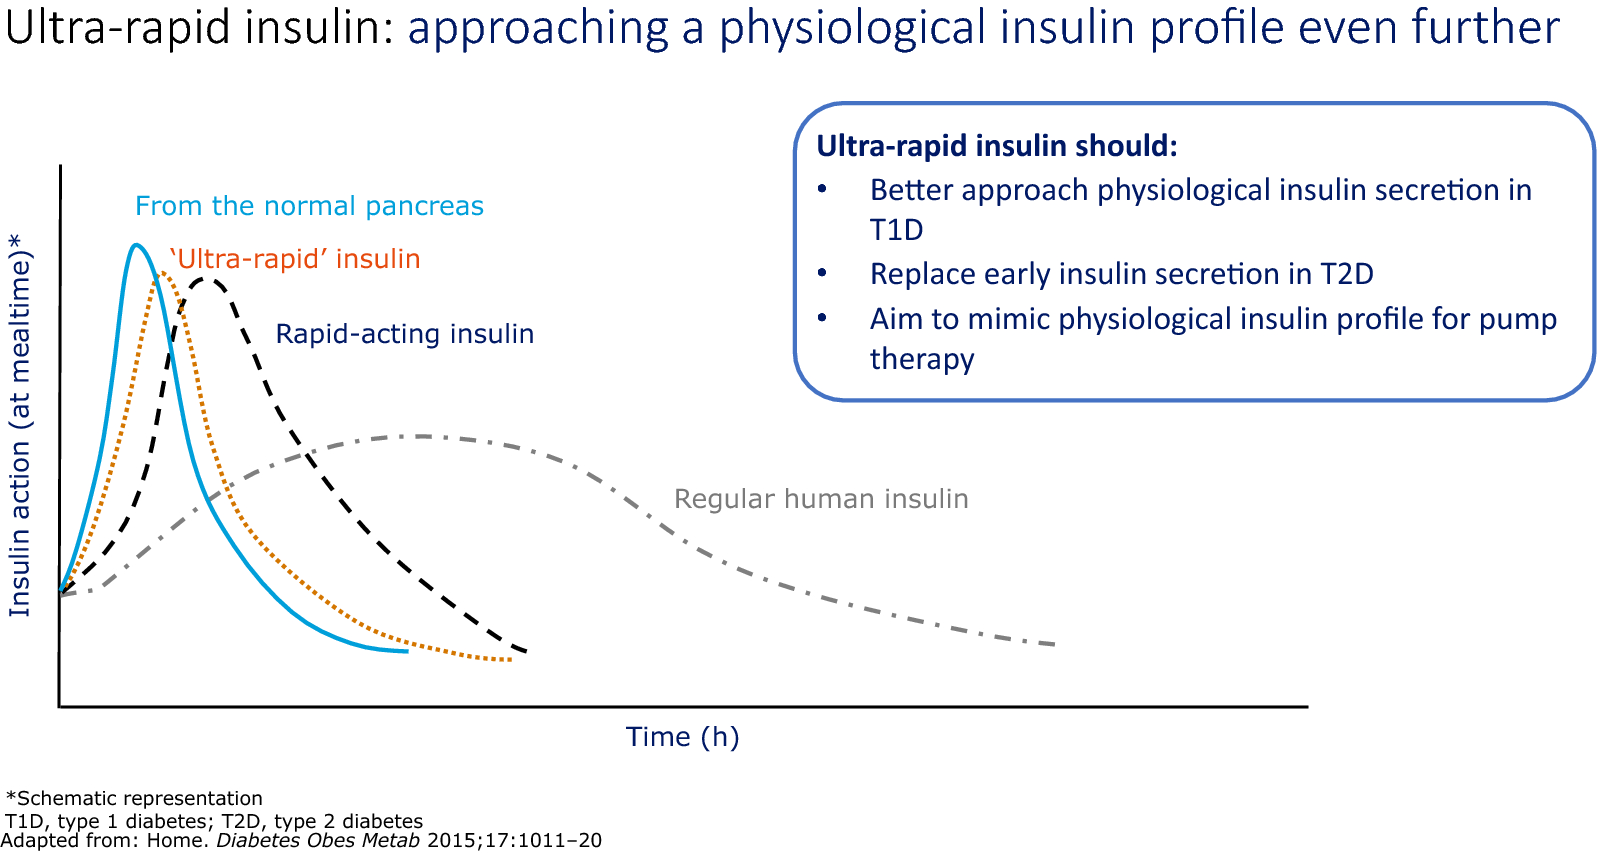 Ultra-rapid insulin: approaching a physiological insulin profile even further
Ultra-rapid insulin should:
• Better approach physiological insulin secretion in
T1D
• Replace early insulin secretion in T2D
• Aim to mimic physiological insulin profile for pump
therapy
Insulin action (at mealtime)*
From the normal pancreas
‘Ultra-rapid’ insulin
Rapid-acting insulin
Regular human insulin
Time (h)
*Schematic representation
T1D, type 1 diabetes; T2D, type 2 diabetes
Adapted from: Home. Diabetes Obes Metab 2015;17:1011–20